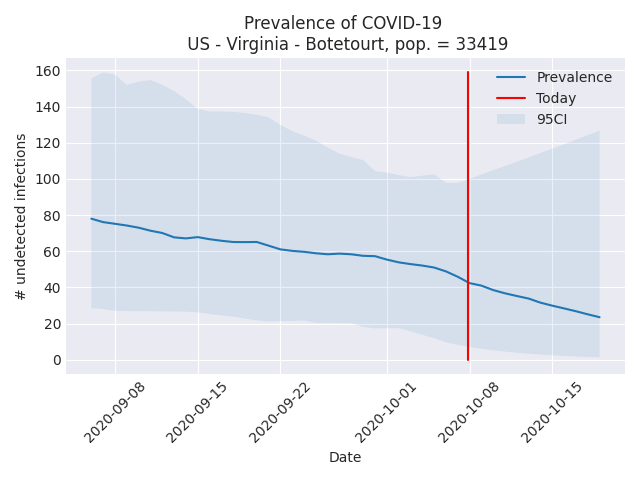 Prevalence of COVID-19
US - Virginia - Botetourt, pop. = 33419
160
140
120
100
80
60
40
20
0
# undetected infections
Prevalence
Today
95CI
2020-09-08
2020-09-15
2020-09-22
2020-10-01
2020-10-08
2020-10-15
Date